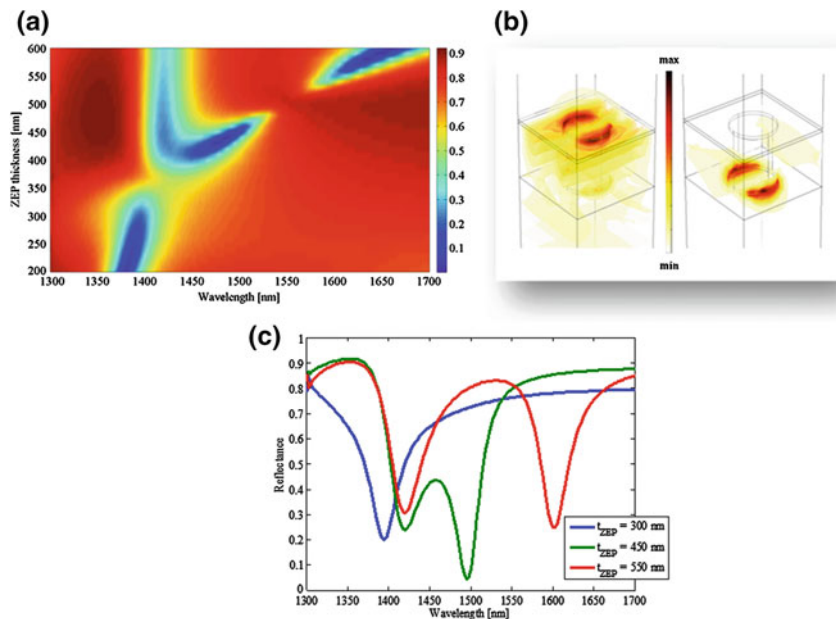 (a)
600
550
500
450
400
350
300
250
200
ZEP thickness [nm]
1300 1350 1400 1450 1500 1550 1600 1650 1700
Wavelength [nm]
0.9
0.8
0.7
0.6
0.5
0.4
0.3
0.2
0.1
(b)
max
min
(c)
1
0.9
0.8
0.7
0.6
0.5
0.4
0.3
0.2
0.1
0
Reflectance
1300 1350 1400 1450 1500 1550 1600 1650 1700
Wavelength [nm]
tZEP = 300 nm
tZEP = 450 nm
tZEP = 550 nm